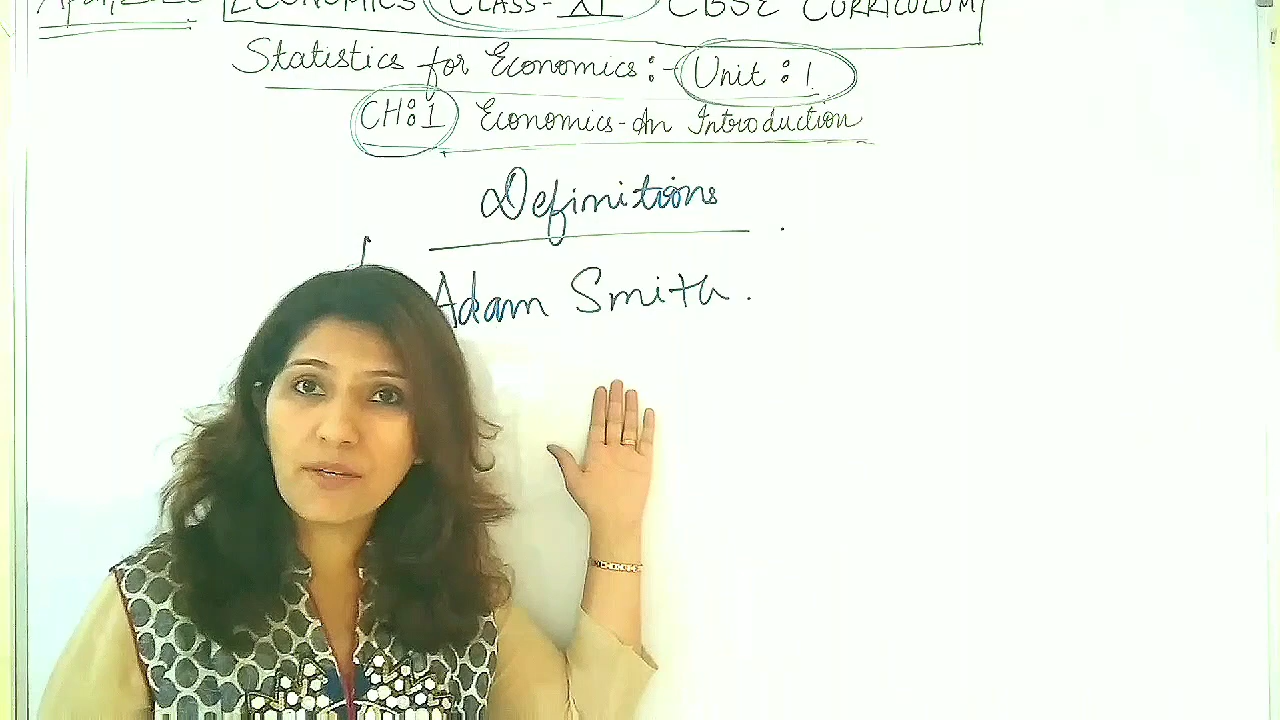 ECONOMICS CLASS-XI CBSE CURRICULUM
Statistics for Economics:- Unit:1
CH:1 Economics-An Introduction
Definitions
Adam Smith.